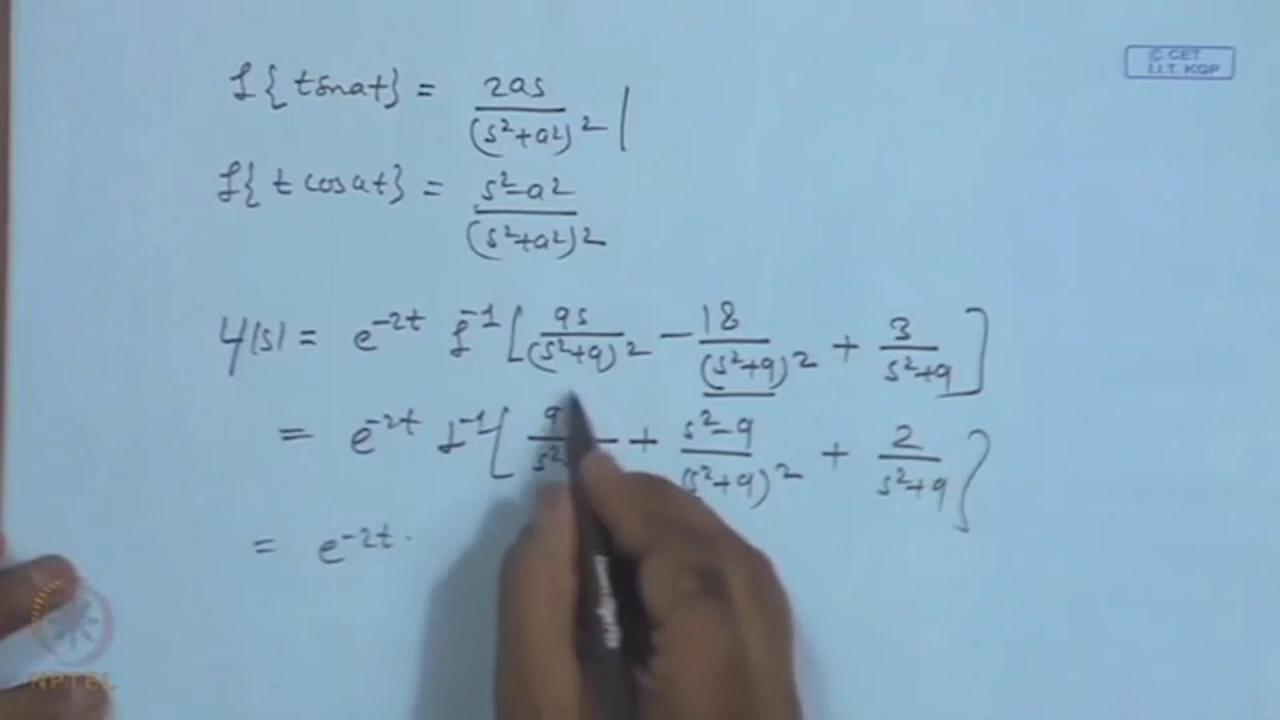 © CET
I.I.T. KGP
L{ t sin at} = 2as / (s²+a²)² |
L{ t cos at} = s²-a² / (s²+a²)²
y(s) = e^-2t L^-1 [ 9s / (s²+9)² - 18 / (s²+9)² + 3 / s²+9 ]
= e^-2t L^-1 { 9 / s² + s²-9 / (s²+9)² + 2 / s²+9 }
= e^-2t .
NPTEL